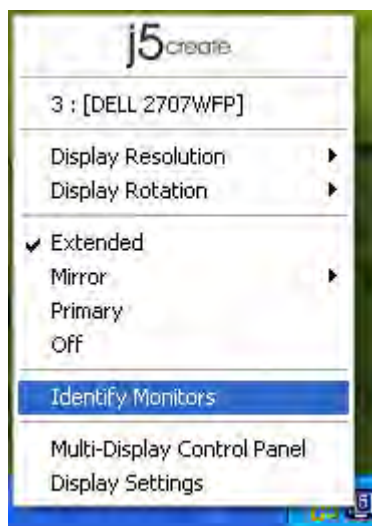 j5create
3 : [DELL 2707WFP]
Display Resolution
Display Rotation
Extended
Mirror
Primary
Off
Identify Monitors
Multi-Display Control Panel
Display Settings